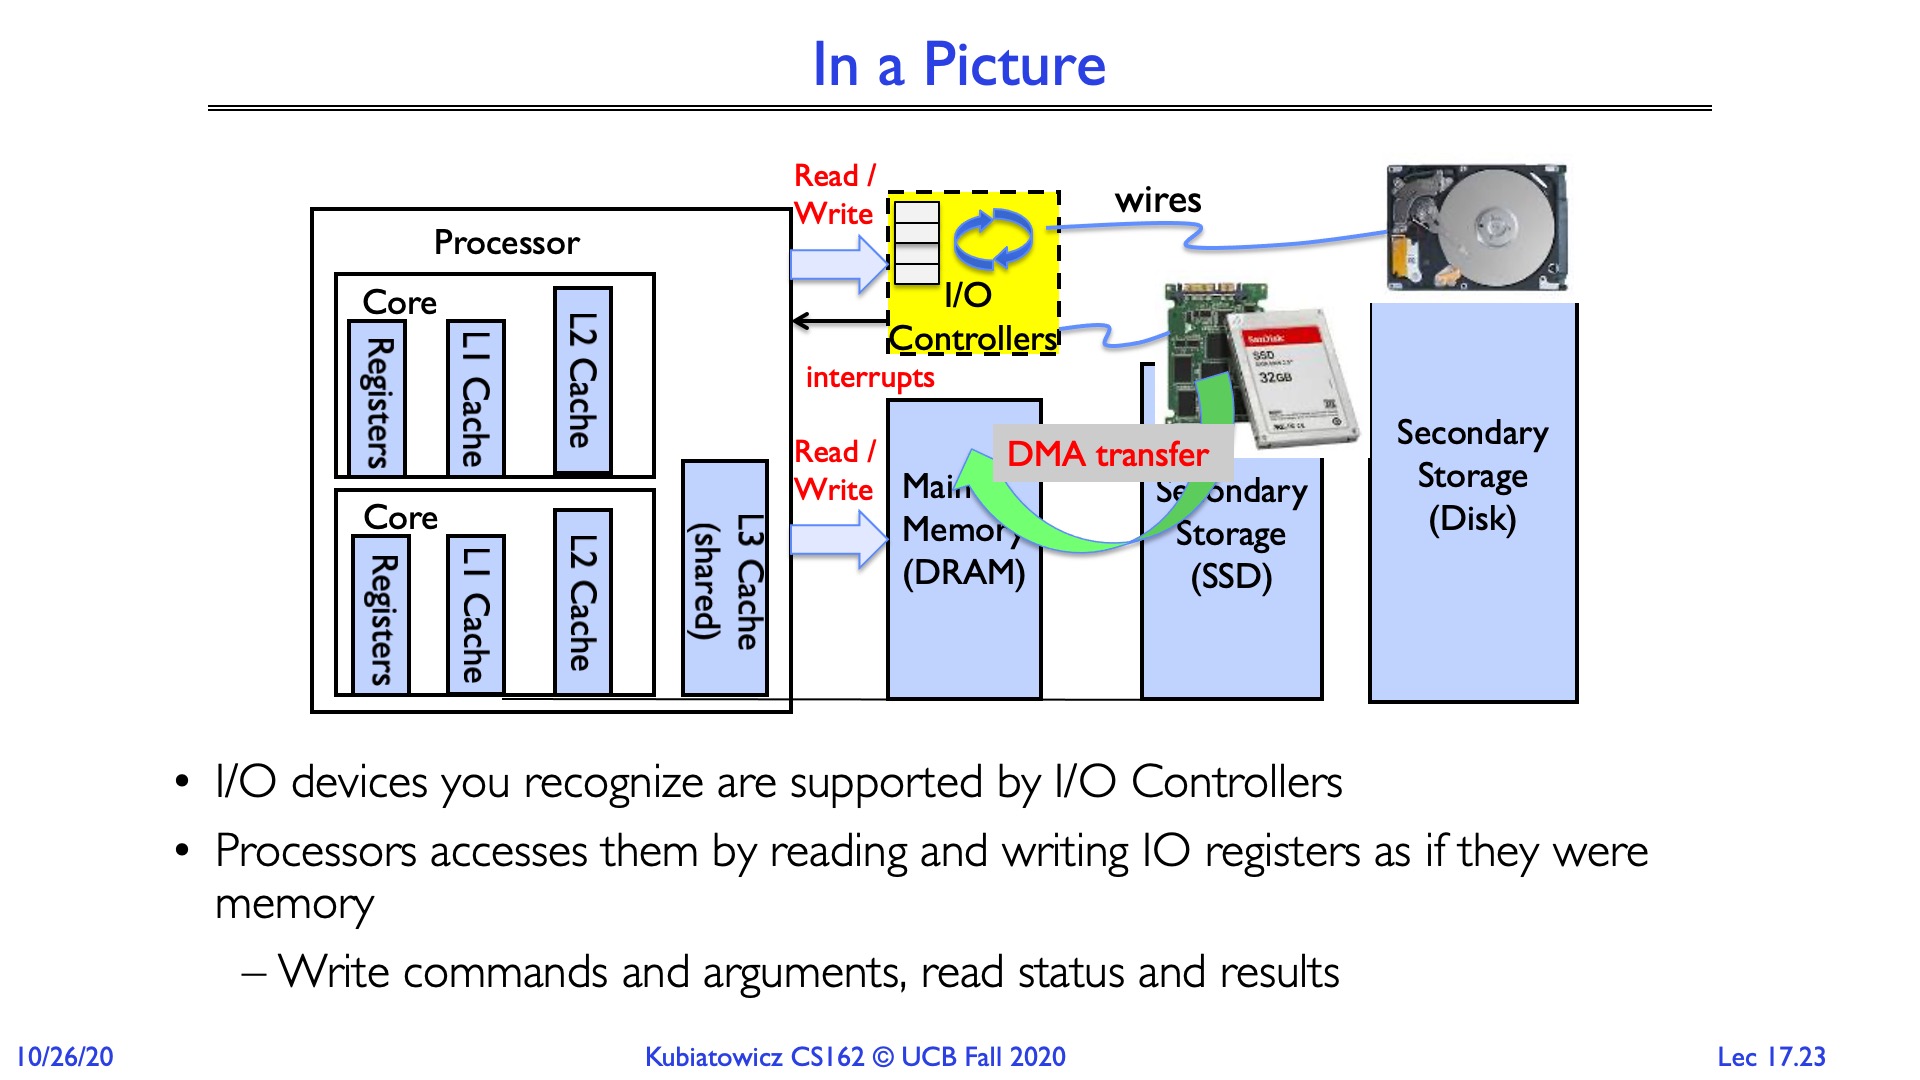 In a Picture
Read /
Write
wires
Processor
Core
Registers
L1 Cache
L2 Cache
I/O
Controllers
interrupts
SanDisk
SSD
32GB
Core
Registers
L1 Cache
L2 Cache
L3 Cache
(shared)
Read /
Write
DMA transfer
Main
Memory
(DRAM)
Secondary
Storage
(SSD)
Secondary
Storage
(Disk)
• I/O devices you recognize are supported by I/O Controllers
• Processors accesses them by reading and writing IO registers as if they were
memory
– Write commands and arguments, read status and results
10/26/20
Kubiatowicz CS162 © UCB Fall 2020
Lec 17.23